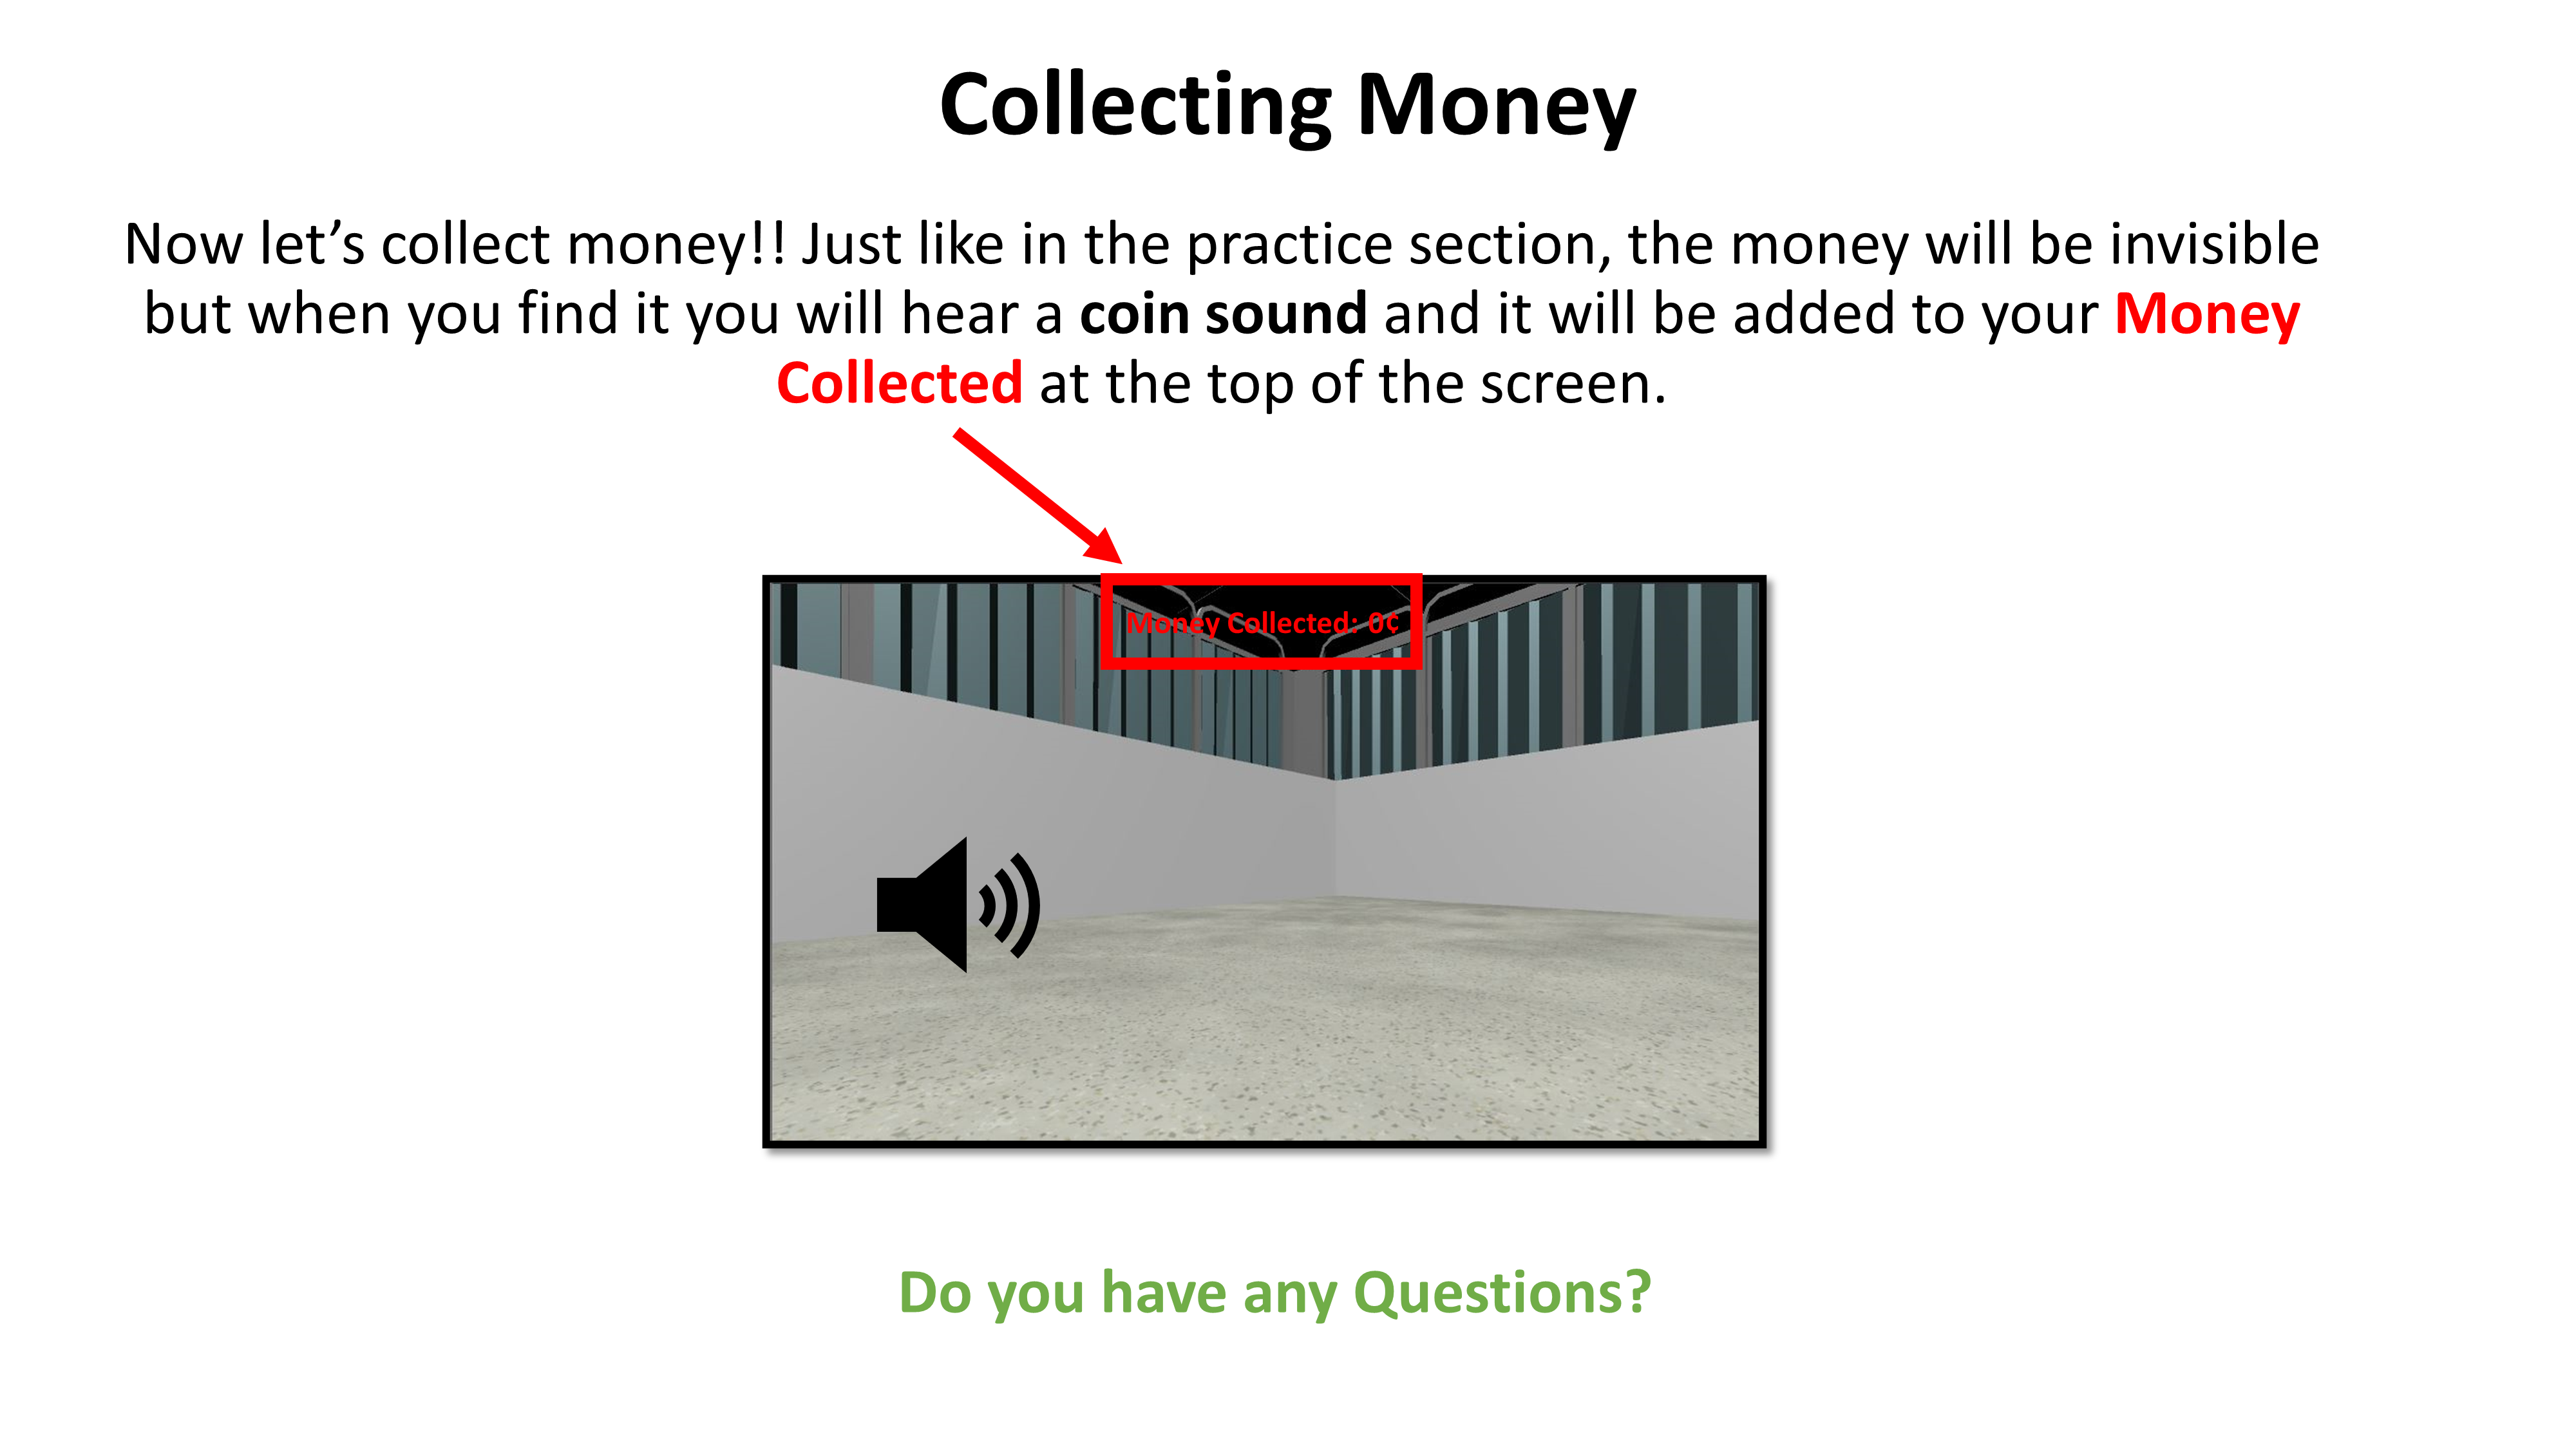 Collecting Money
Now let’s collect money!! Just like in the practice section, the money will be invisible
but when you find it you will hear a coin sound and it will be added to your Money
Collected at the top of the screen.
Money Collected: 0¢
Do you have any Questions?